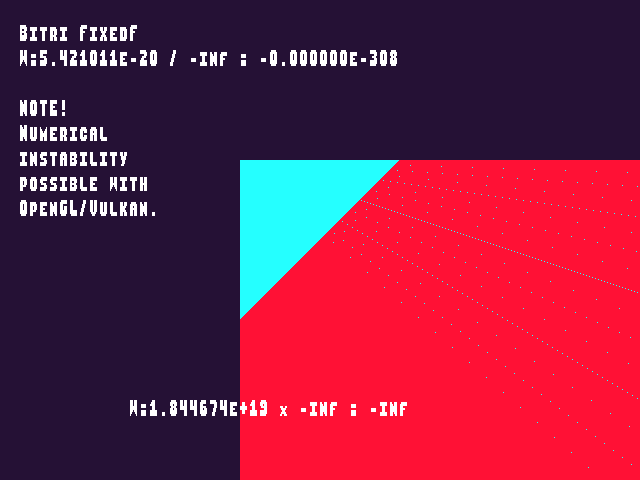 Bitri FixedF
W:5.421011E-20 / -inf : -0.000000E-308
NOTE!
Numerical
instability
possible with
OpenGL/Vulkan.
W:1.844674E+19 x -inf : -inf